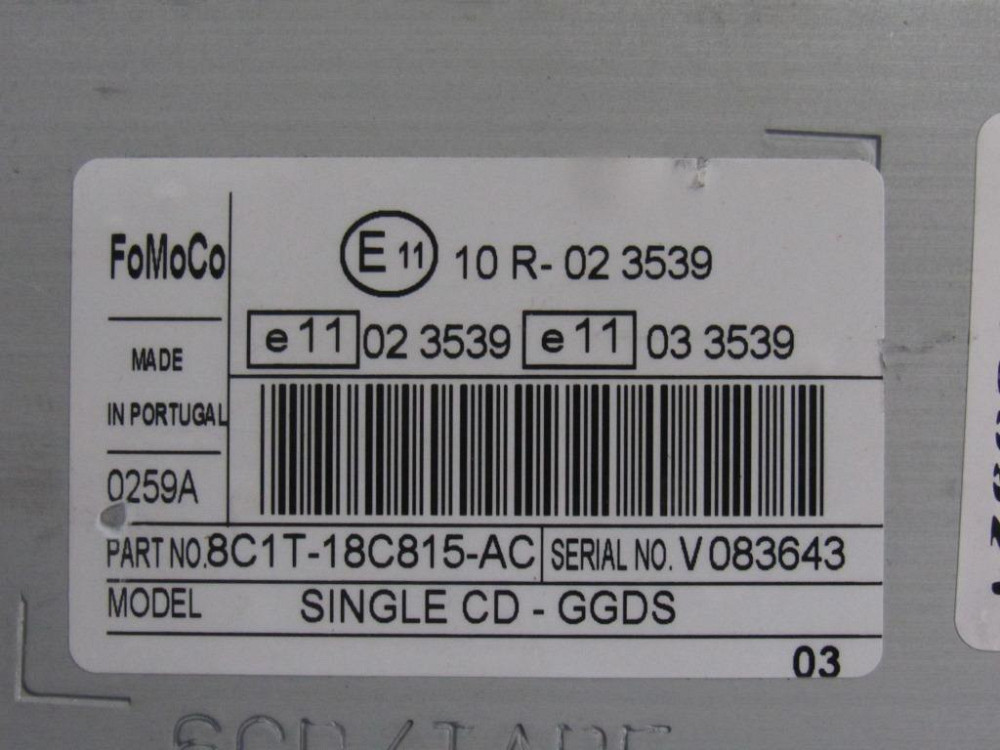 FoMoCo
E 11 10 R- 02 3539
e 11 02 3539 e 11 03 3539
MADE
IN PORTUGAL
0259A
PART NO. 8C1T-18C815-AC SERIAL NO. V 083643
MODEL SINGLE CD - GGDS
03